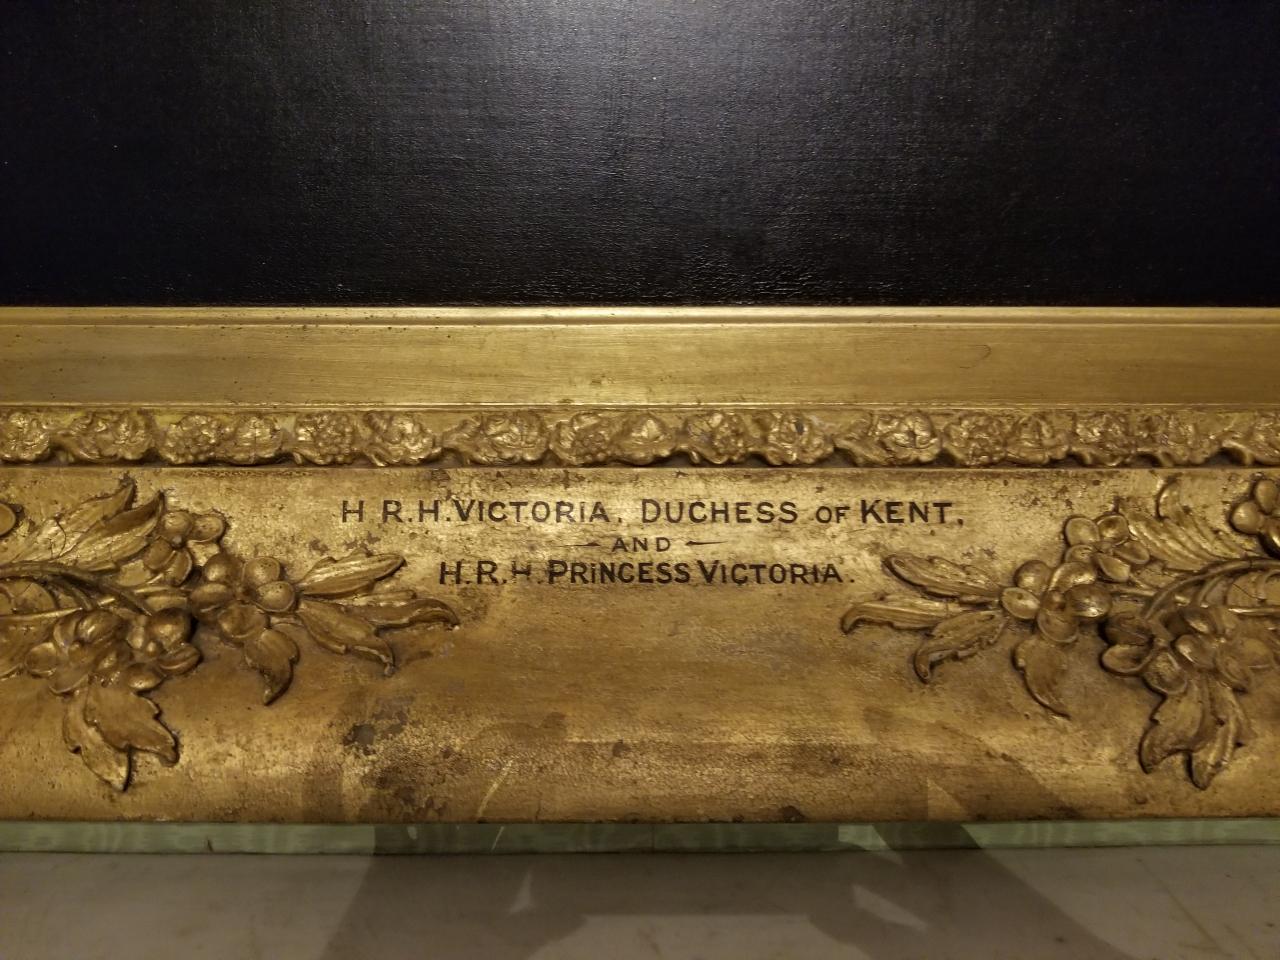 H R.H. VICTORIA, DUCHESS OF KENT,
AND
H.R.H. PRINCESS VICTORIA.